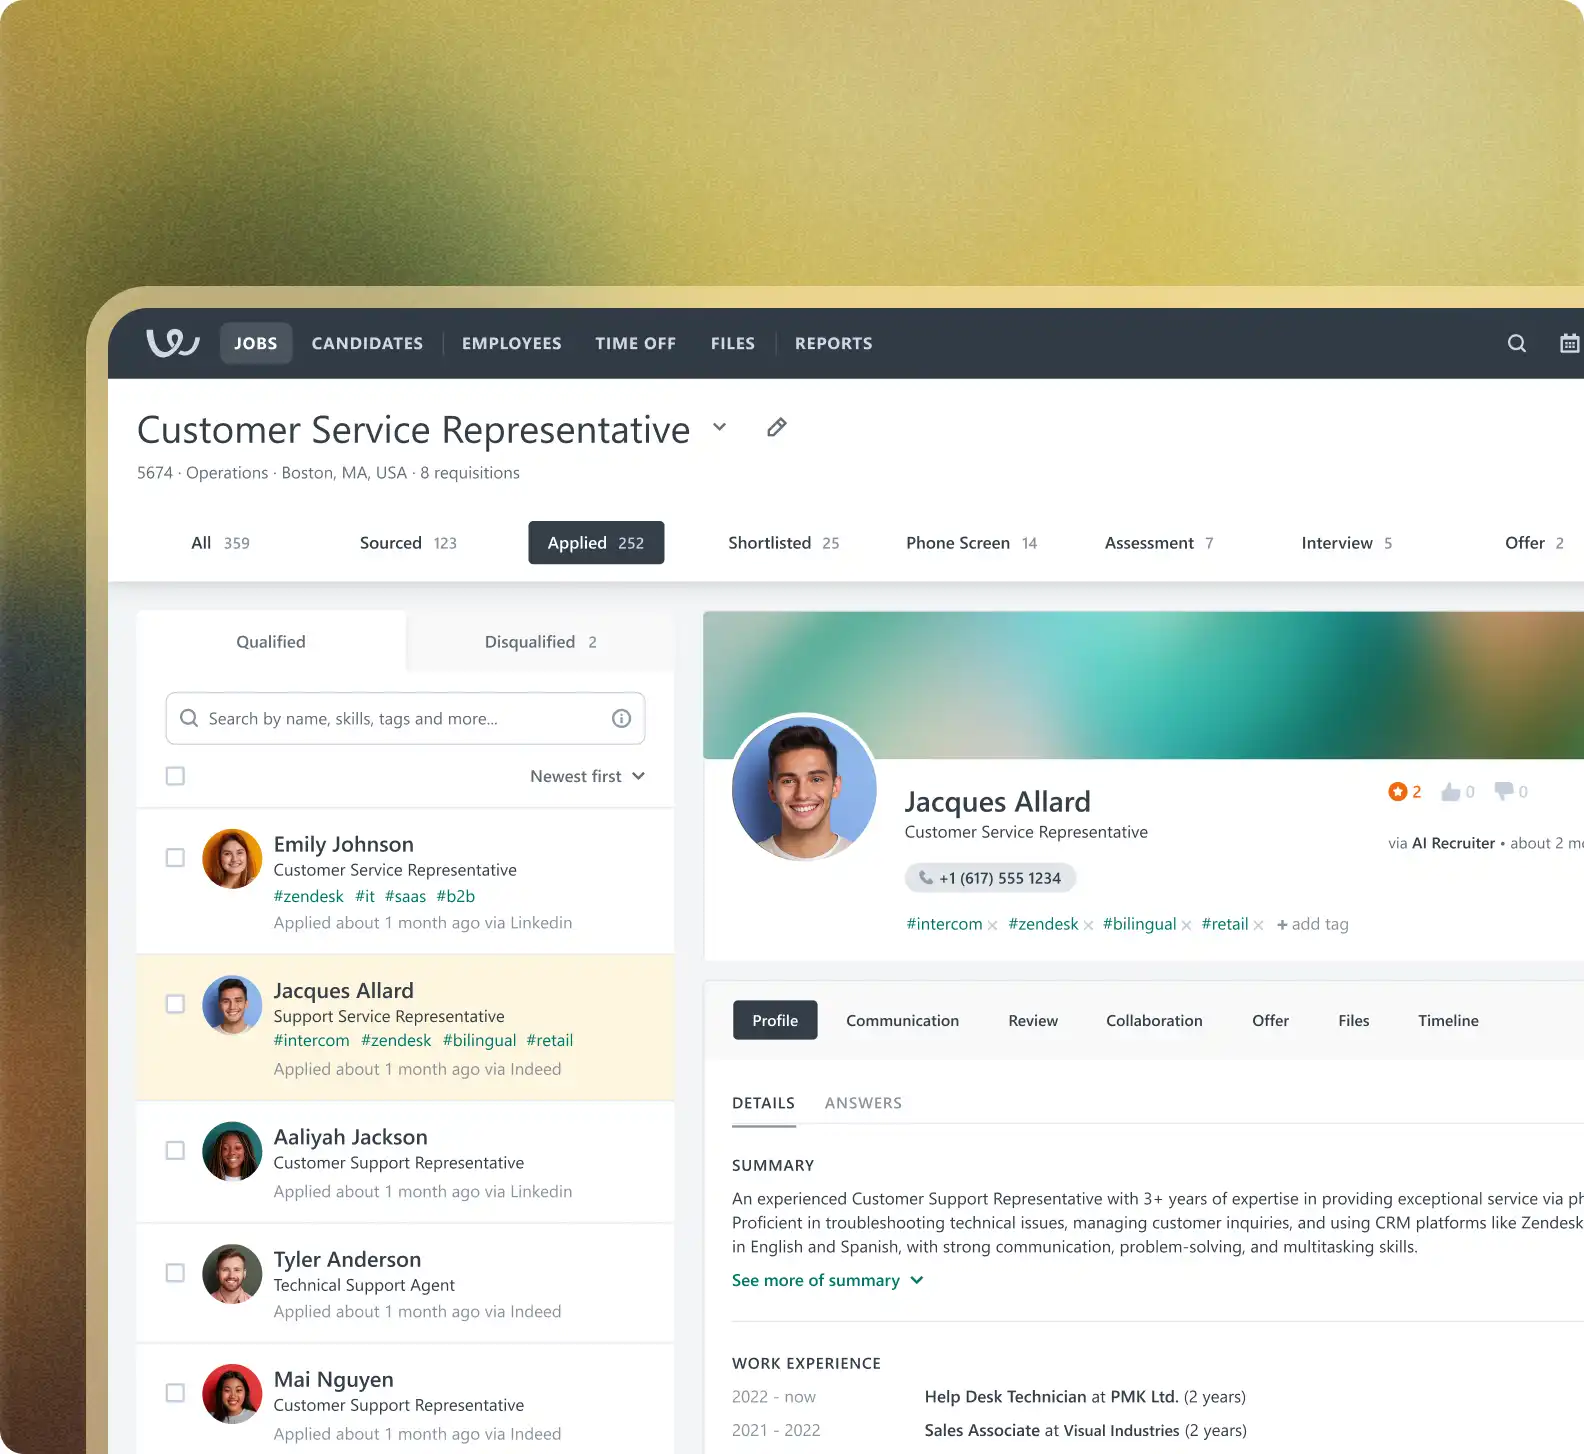 JOBS CANDIDATES EMPLOYEES TIME OFF FILES REPORTS
Customer Service Representative
5674 · Operations · Boston, MA, USA · 8 requisitions
All 359 Sourced 123 Applied 252 Shortlisted 25 Phone Screen 14 Assessment 7 Interview 5 Offer 2
Qualified Disqualified 2
Search by name, skills, tags and more...
Newest first
Emily Johnson
Customer Service Representative
#zendesk #it #saas #b2b
Applied about 1 month ago via Linkedin
Jacques Allard
Support Service Representative
#intercom #zendesk #bilingual #retail
Applied about 1 month ago via Indeed
Aaliyah Jackson
Customer Support Representative
Applied about 1 month ago via Linkedin
Tyler Anderson
Technical Support Agent
Applied about 1 month ago via Indeed
Mai Nguyen
Customer Support Representative
Applied about 1 month ago via Indeed
Jacques Allard
Customer Service Representative
2 0 0
via AI Recruiter • about 2
+1 (617) 555 1234
#intercom × #zendesk × #bilingual × #retail × + add tag
Profile Communication Review Collaboration Offer Files Timeline
DETAILS ANSWERS
SUMMARY
An experienced Customer Support Representative with 3+ years of expertise in providing exceptional service via
Proficient in troubleshooting technical issues, managing customer inquiries, and using CRM platforms like Zendesk
in English and Spanish, with strong communication, problem-solving, and multitasking skills.
See more of summary
WORK EXPERIENCE
2022 - now Help Desk Technician at PMK Ltd. (2 years)
2021 - 2022 Sales Associate at Visual Industries (2 years)